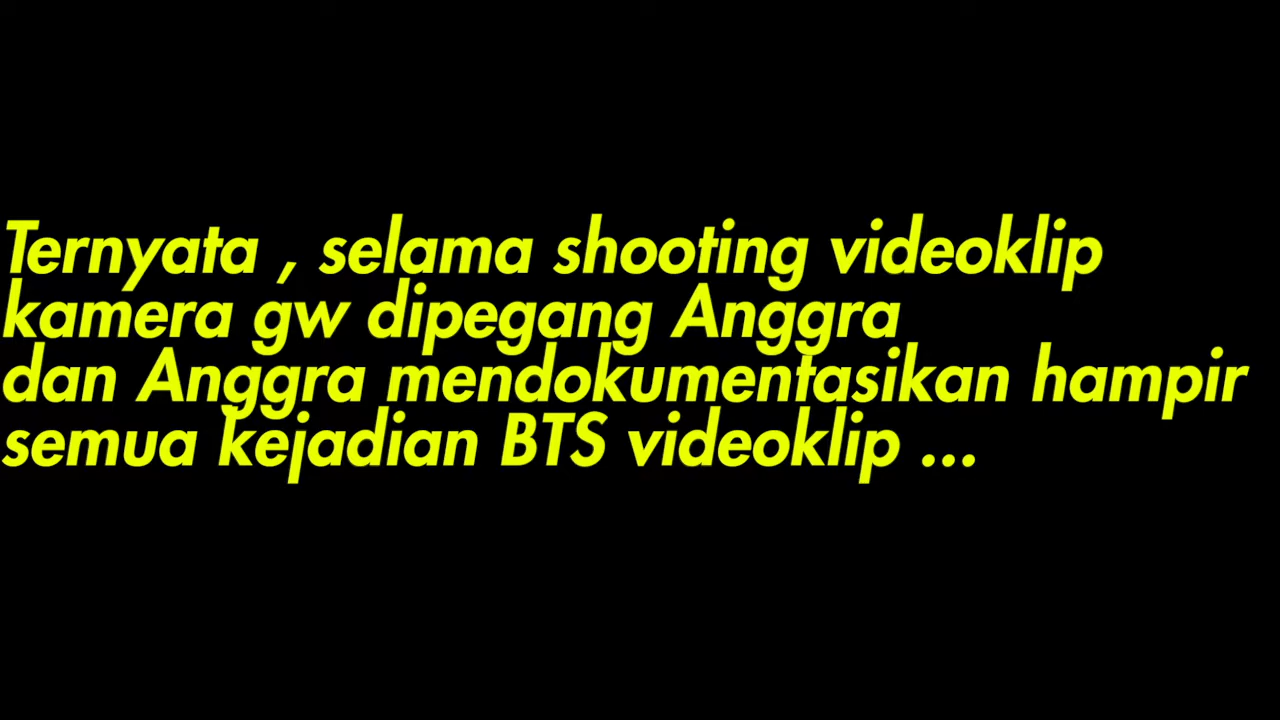 Ternyata , selama shooting videoklip
kamera gw dipegang Anggra
dan Anggra mendokumentasikan hampir
semua kejadian BTS videoklip ...